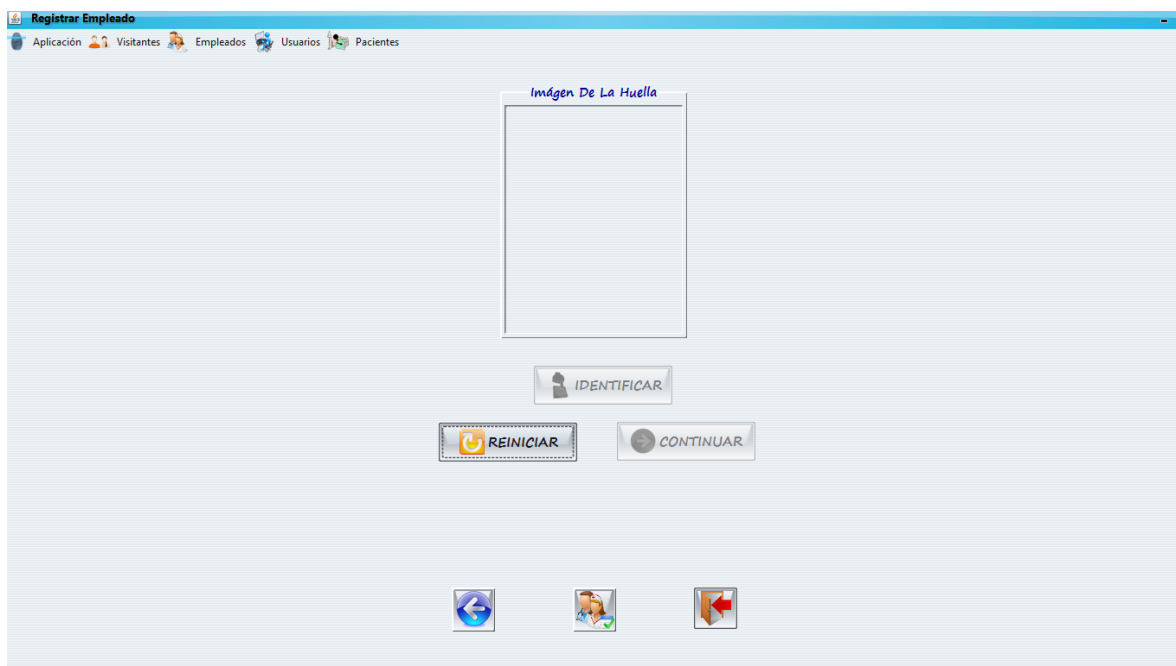 Registrar Empleado
Aplicación Visitantes Empleados Usuarios Pacientes
Imágen De La Huella
IDENTIFICAR
REINICIAR CONTINUAR